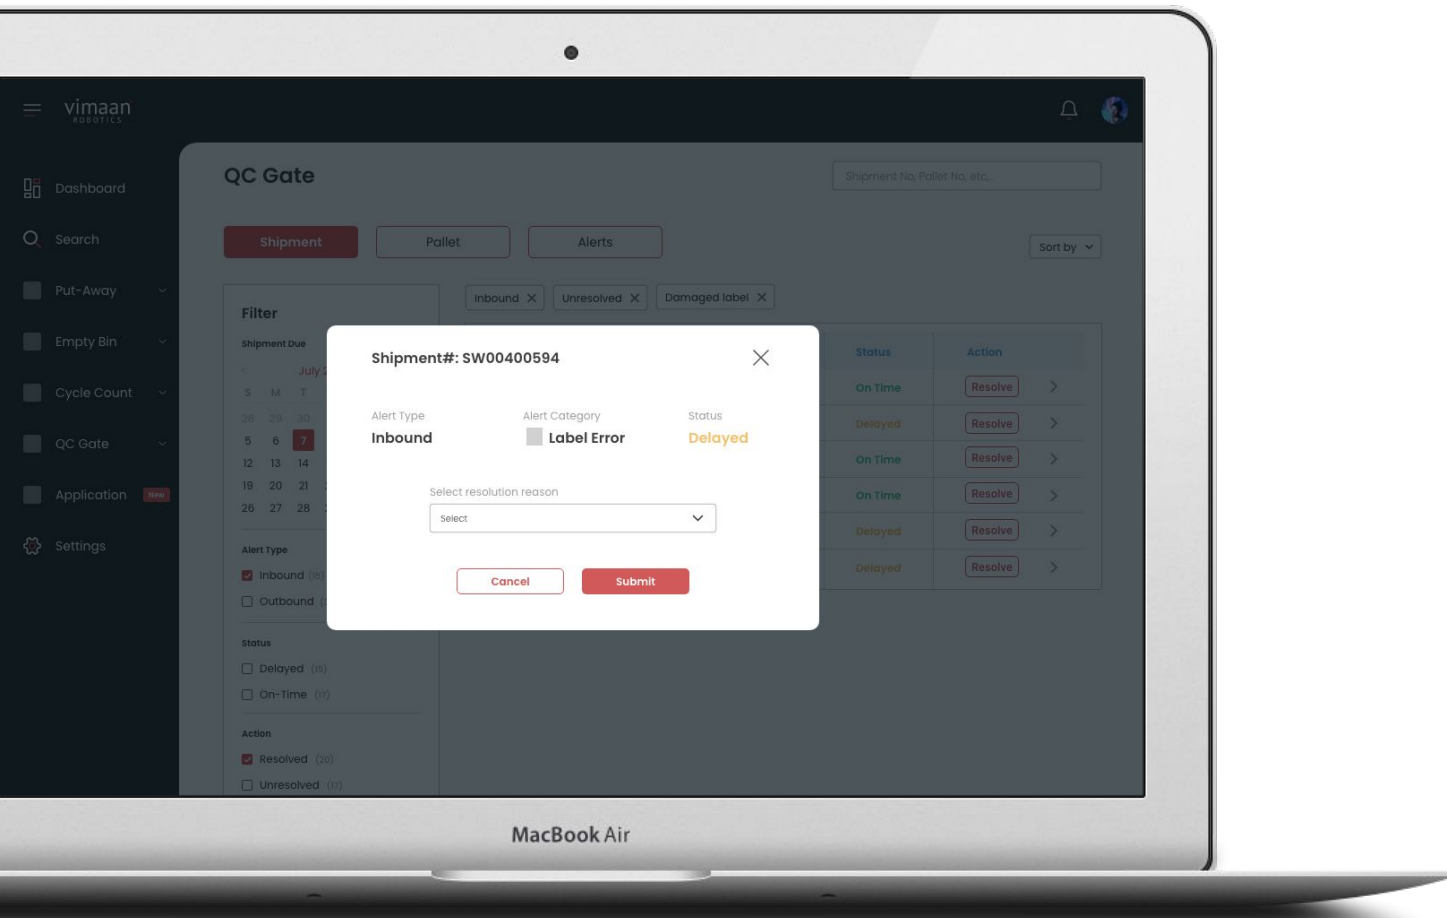 vimaan
ROBOTICS
Dashboard
Search
Put-Away
Empty Bin
Cycle Count
QC Gate
Application New
Settings
QC Gate
Shipment No, Pallet No, etc,..
Shipment
Pallet
Alerts
Sort by
Inbound
Unresolved
Damaged label
Filter
Shipment Due
July
S M T
28 29 30
5 6 7
12 13 14
19 20 21
26 27 28
Alert Type
Inbound
Outbound
Status
Delayed (15)
On-Time (17)
Action
Resolved (20)
Unresolved (17)
Shipment#: SW00400594
Alert Type
Inbound
Alert Category
Label Error
Status
Delayed
Select resolution reason
Select
Cancel
Submit
Status Action
On Time Resolve
Delayed Resolve
On Time Resolve
On Time Resolve
Delayed Resolve
Delayed Resolve
MacBook Air